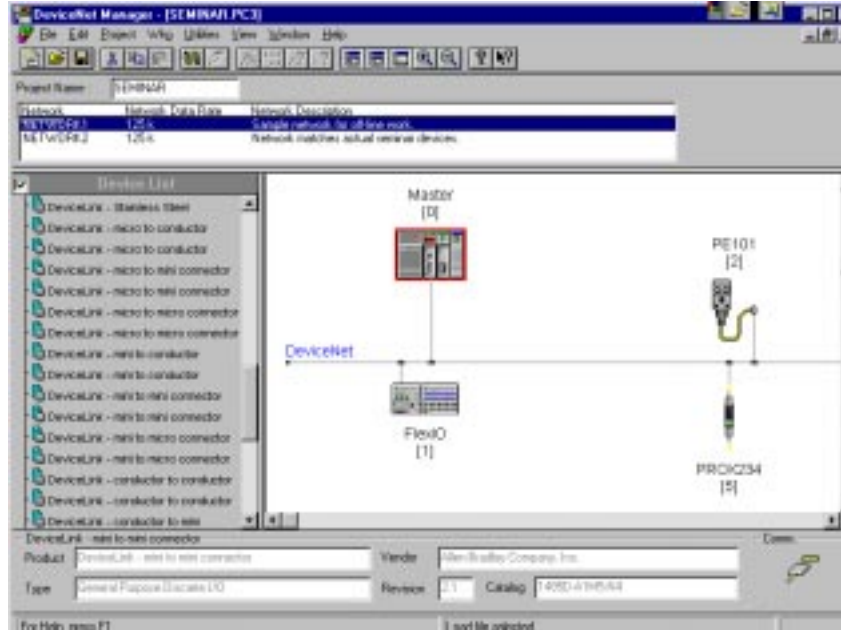 DeviceNet Manager - [SEMINAR.PC3]
File Edit Project Who Utilities View Window Help
Project Name SEMINAR
Network Network Data Rate Network Description
NETWORK1 125 k Sample network for off-line work.
NETWORK2 125 k Network matches actual seminar devices.
Device List
DeviceLink - Stainless Steel
DeviceLink - micro to conductor
DeviceLink - micro to conductor
DeviceLink - micro to mini connector
DeviceLink - micro to mini connector
DeviceLink - micro to micro connector
DeviceLink - micro to micro connector
DeviceLink - mini to conductor
DeviceLink - mini to conductor
DeviceLink - mini to mini connector
DeviceLink - mini to micro connector
DeviceLink - mini to micro connector
DeviceLink - conductor to conductor
DeviceLink - conductor to conductor
DeviceLink - conductor to mini
Master
[0]
PE101
[2]
DeviceNet
FlexIO
[1]
PROX234
[5]
DeviceLink - mini to mini connector
Comm.
Product DeviceLink - mini to mini connector Vendor Allen-Bradley Company, Inc.
Type General Purpose Discrete I/O Revision 2.1 Catalog
For Help, press F1
1 eds file selected